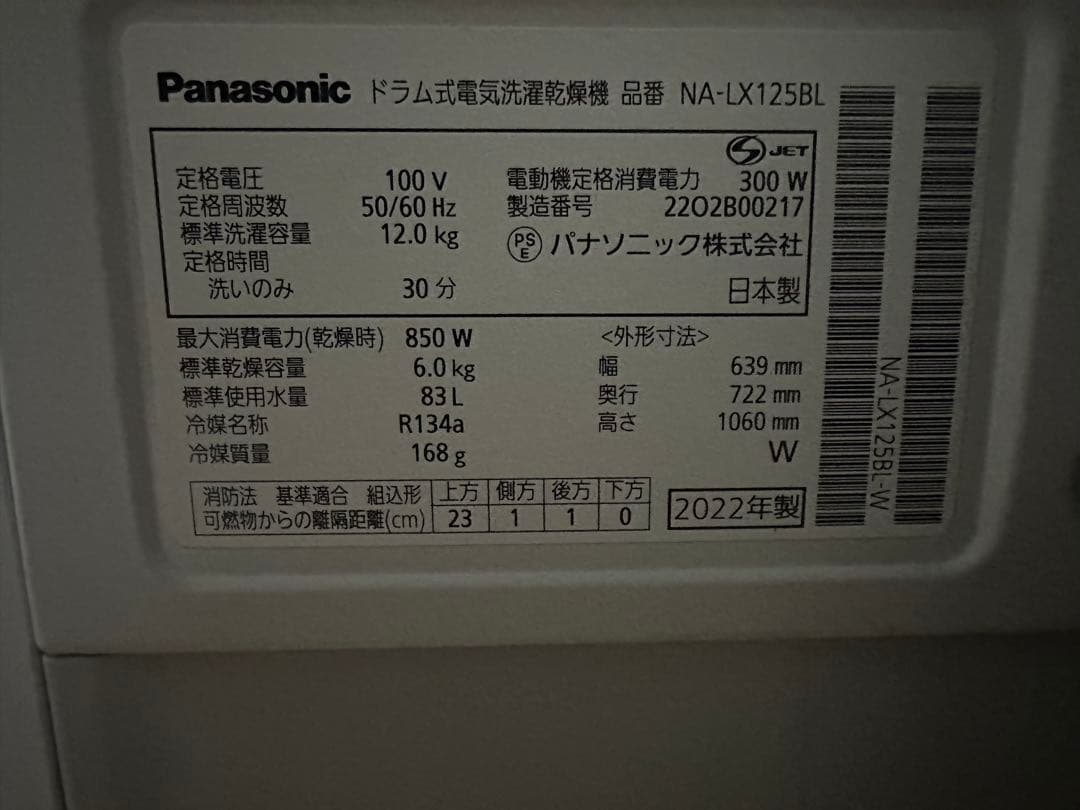 Panasonic ドラム式電気洗濯乾燥機 品番 NA-LX125BL
S JET
定格電圧 100 V 電動機定格消費電力 300 W
定格周波数 50/60 Hz 製造番号 22O2B00217
標準洗濯容量 12.0 kg PSE パナソニック株式会社
定格時間
洗いのみ 30 分 日本製
最大消費電力(乾燥時) 850 W <外形寸法>
標準乾燥容量 6.0 kg 幅 639 mm
標準使用水量 83 L 奥行 722 mm
冷媒名称 R134a 高さ 1060 mm
冷媒質量 168 g W
消防法 基準適合 組込形 上方 側方 後方 下方
可燃物からの離隔距離(cm) 23 1 1 0
2022年製
NA-LX125BL-W